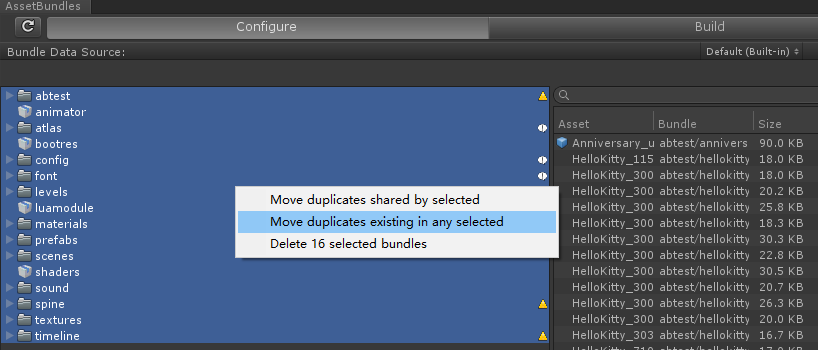 AssetBundles
Configure Build
Bundle Data Source: Default (Built-in)
abtest
animator
atlas
bootres
config
font
levels
luamodule
materials
prefabs
scenes
shaders
sound
spine
textures
timeline
Move duplicates shared by selected
Move duplicates existing in any selected
Delete 16 selected bundles
Asset Bundle Size
Anniversary_u abtest/annivers 90.0 KB
HelloKitty_115 abtest/hellokitty 18.0 KB
HelloKitty_300 abtest/hellokitty 18.0 KB
HelloKitty_300 abtest/hellokitty 20.2 KB
HelloKitty_300 abtest/hellokitty 25.8 KB
HelloKitty_300 abtest/hellokitty 18.3 KB
HelloKitty_300 abtest/hellokitty 30.3 KB
HelloKitty_300 abtest/hellokitty 22.8 KB
HelloKitty_300 abtest/hellokitty 30.5 KB
HelloKitty_300 abtest/hellokitty 20.7 KB
HelloKitty_300 abtest/hellokitty 26.3 KB
HelloKitty_300 abtest/hellokitty 20.0 KB
HelloKitty_303 abtest/hellokitty 16.7 KB